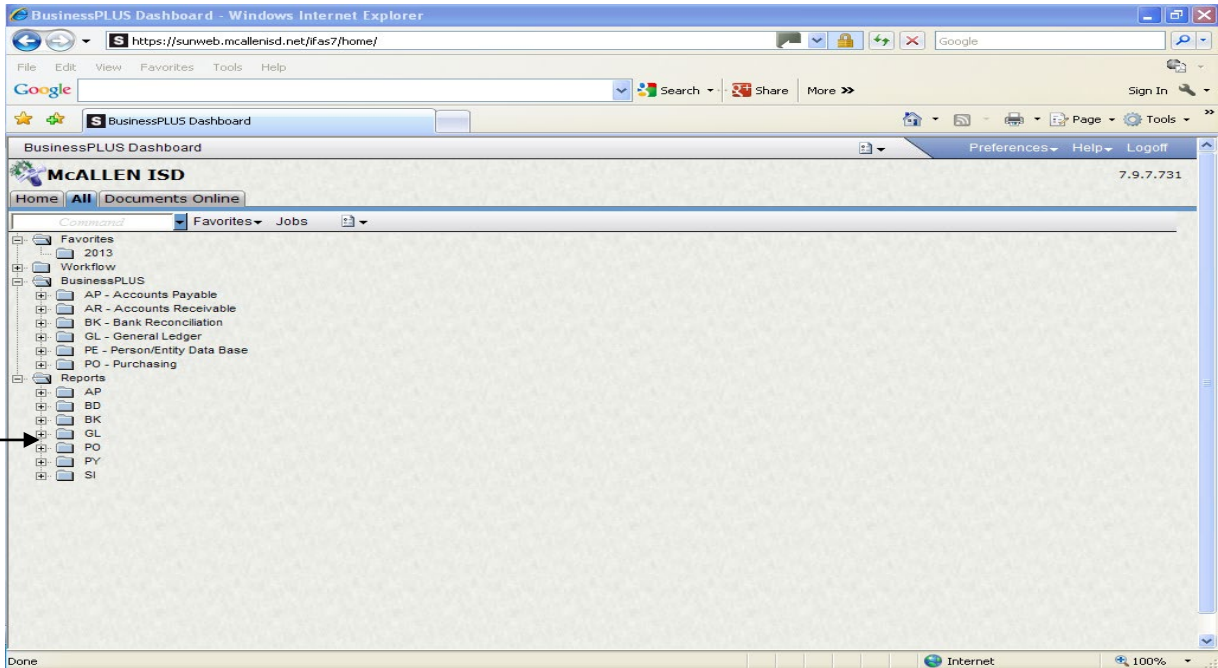 BusinessPLUS Dashboard - Windows Internet Explorer
S https://sunweb.mcallenisd.net/ifas7/home/ Google
File Edit View Favorites Tools Help
Google Search Share More >> Sign In
S BusinessPLUS Dashboard Page Tools >>
BusinessPLUS Dashboard Preferences Help Logoff
McALLEN ISD 7.9.7.731
Home All Documents Online
Command Favorites Jobs
Favorites
2013
Workflow
BusinessPLUS
AP - Accounts Payable
AR - Accounts Receivable
BK - Bank Reconciliation
GL - General Ledger
PE - Person/Entity Data Base
PO - Purchasing
Reports
AP
BD
BK
GL
PO
PY
SI
Done Internet 100%